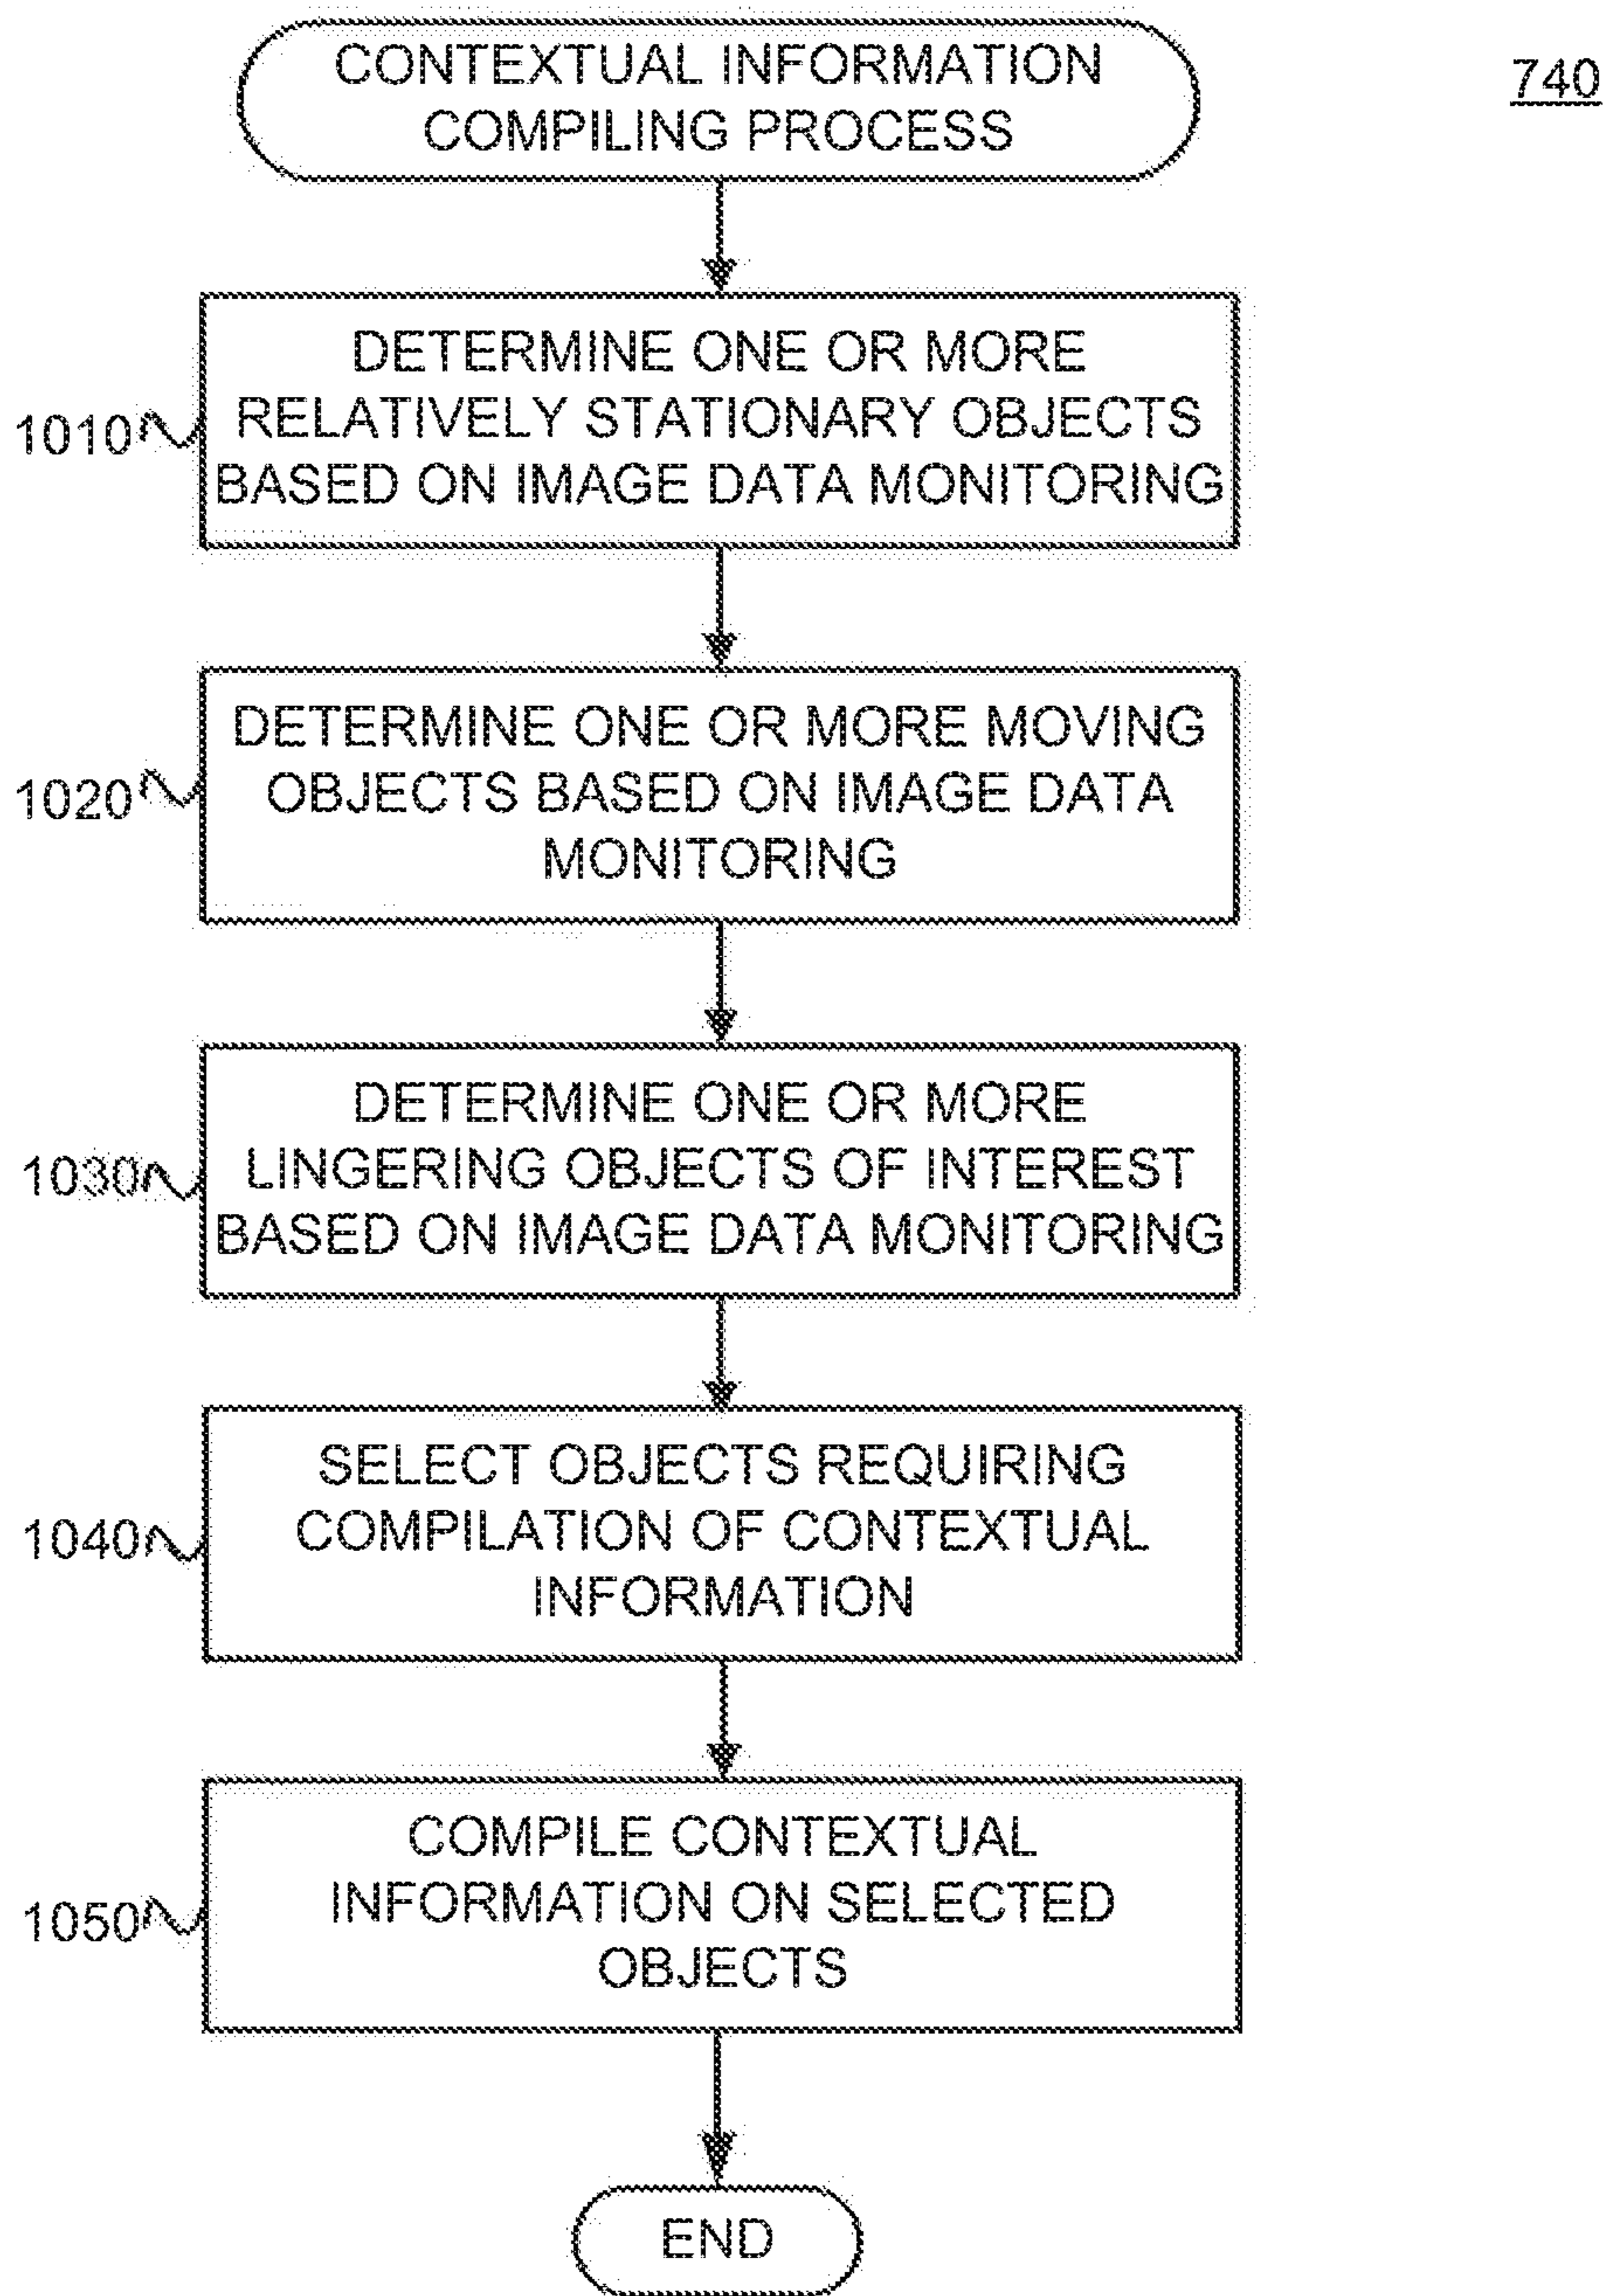 CONTEXTUAL INFORMATION
COMPILING PROCESS
740
DETERMINE ONE OR MORE
RELATIVELY STATIONARY OBJECTS
BASED ON IMAGE DATA MONITORING
1010
DETERMINE ONE OR MORE MOVING
OBJECTS BASED ON IMAGE DATA
MONITORING
1020
DETERMINE ONE OR MORE
LINGERING OBJECTS OF INTEREST
BASED ON IMAGE DATA MONITORING
1030
SELECT OBJECTS REQUIRING
COMPILATION OF CONTEXTUAL
INFORMATION
1040
COMPILE CONTEXTUAL
INFORMATION ON SELECTED
OBJECTS
1050
END